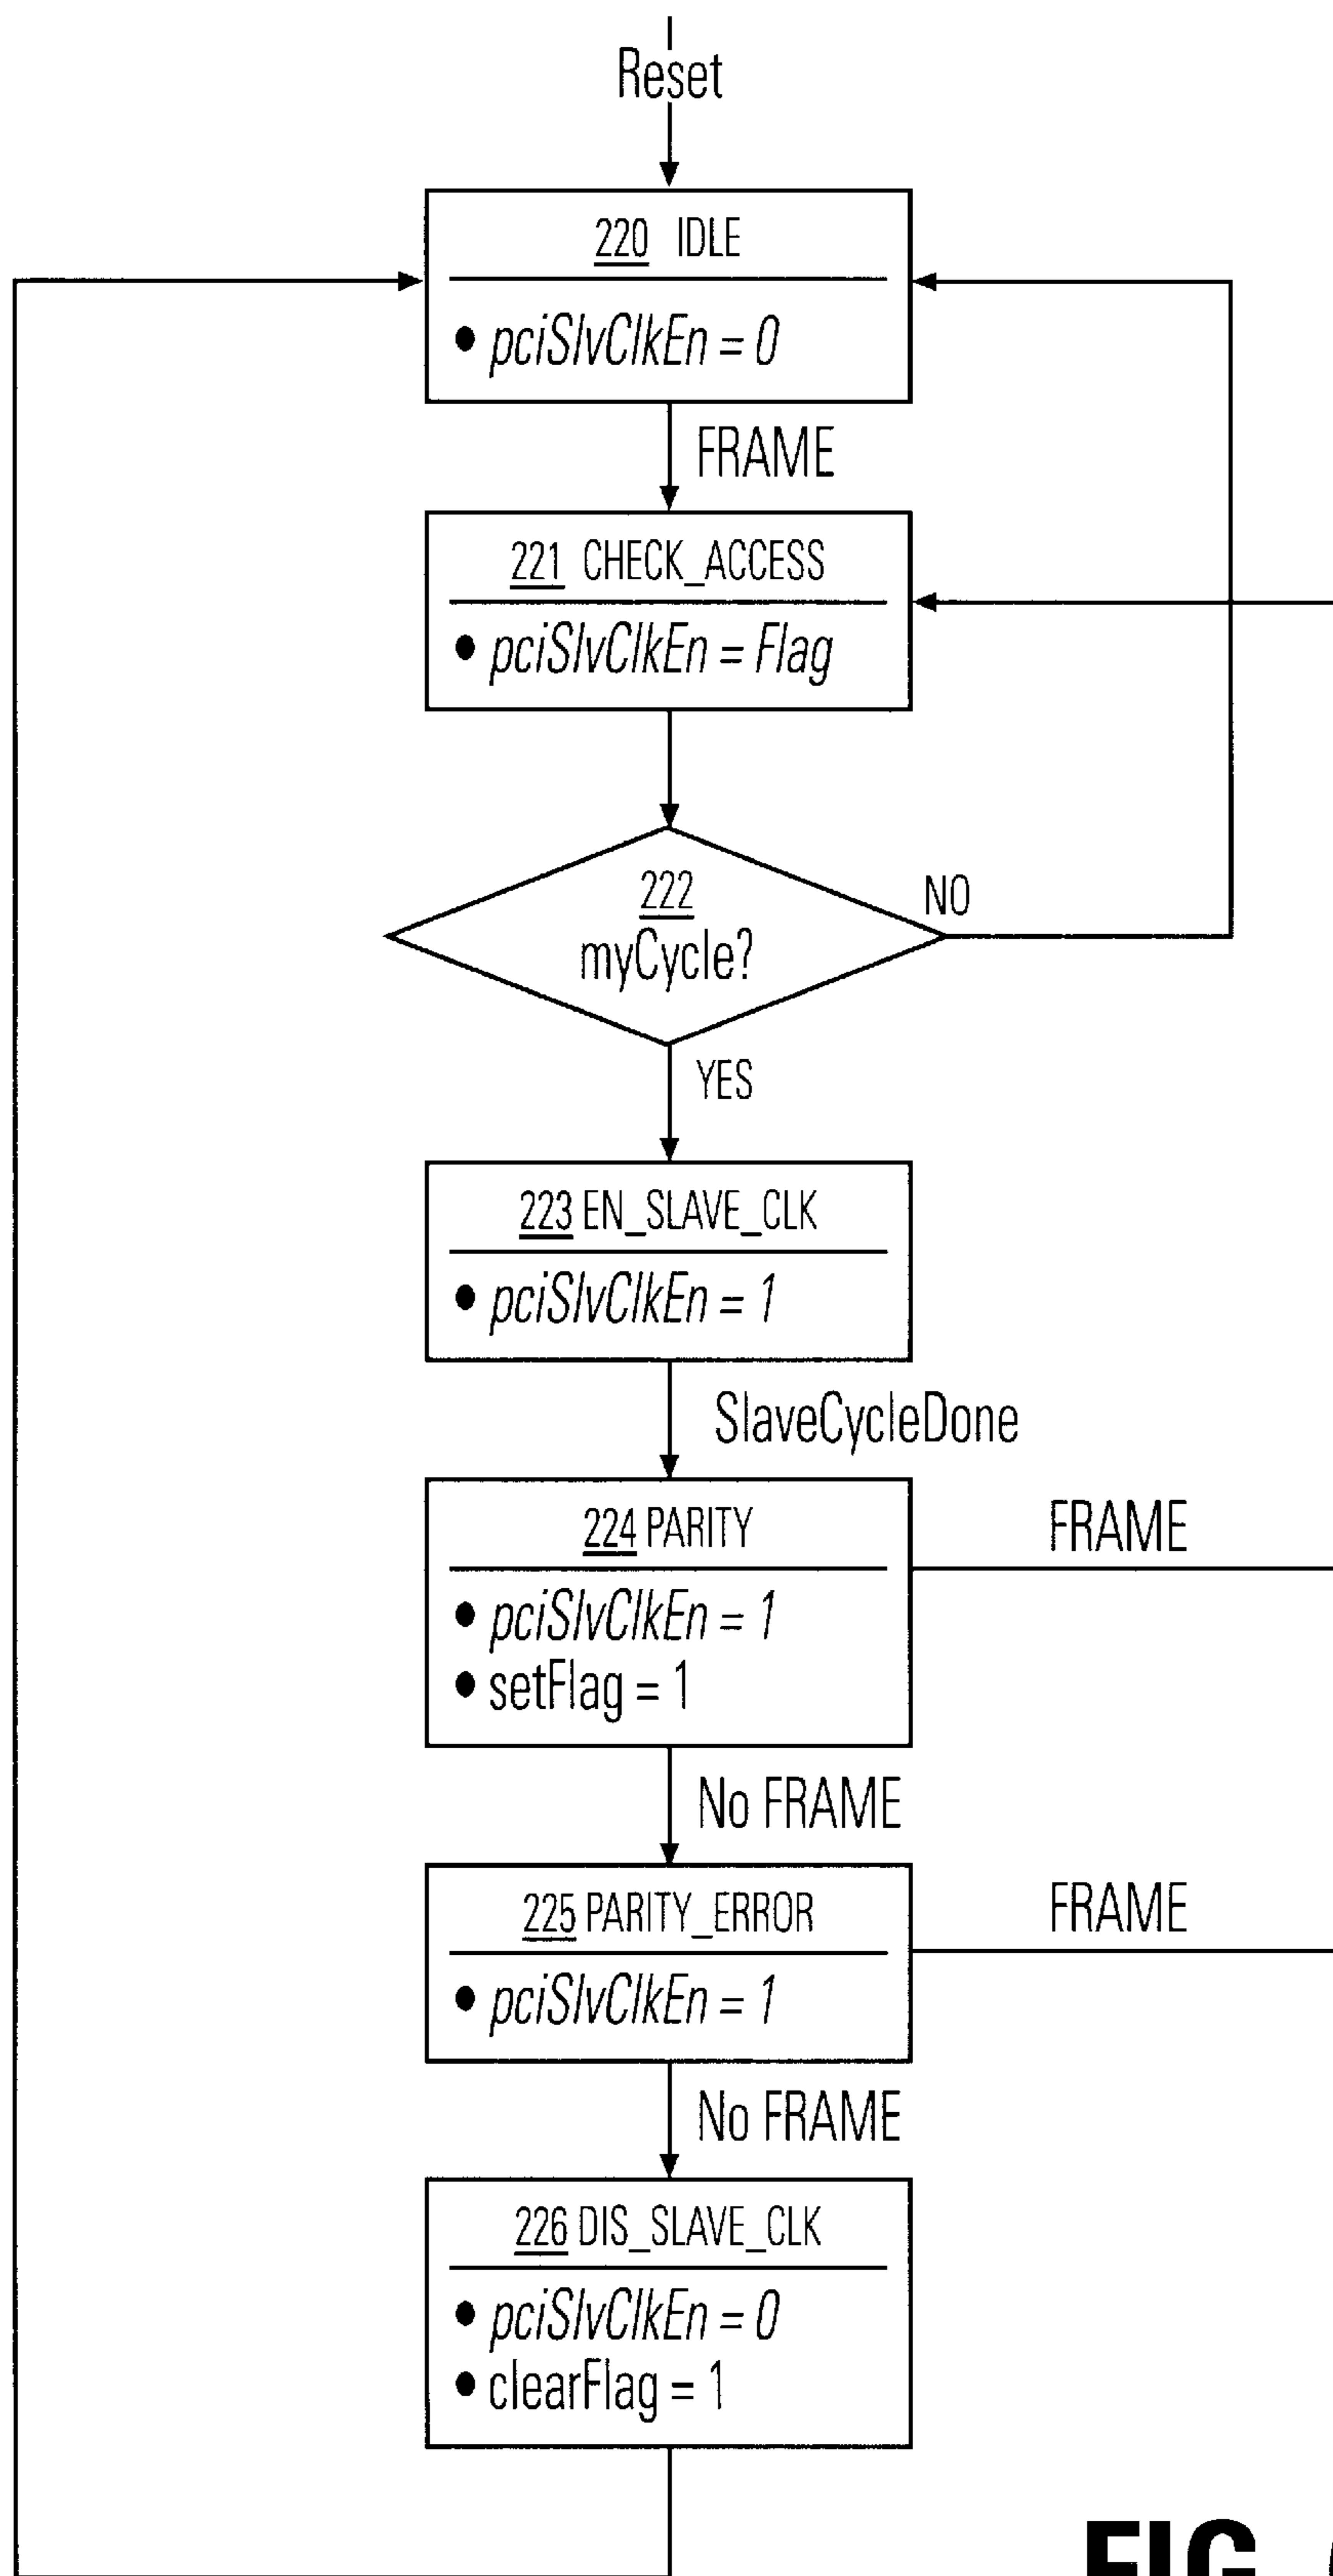 Reset
220 IDLE
• pciSlvClkEn = 0
FRAME
221 CHECK_ACCESS
• pciSlvClkEn = Flag
222
myCycle?
NO
YES
223 EN_SLAVE_CLK
• pciSlvClkEn = 1
SlaveCycleDone
224 PARITY
FRAME
• pciSlvClkEn = 1
• setFlag = 1
No FRAME
225 PARITY_ERROR
FRAME
• pciSlvClkEn = 1
No FRAME
226 DIS_SLAVE_CLK
• pciSlvClkEn = 0
• clearFlag = 1
FIG.